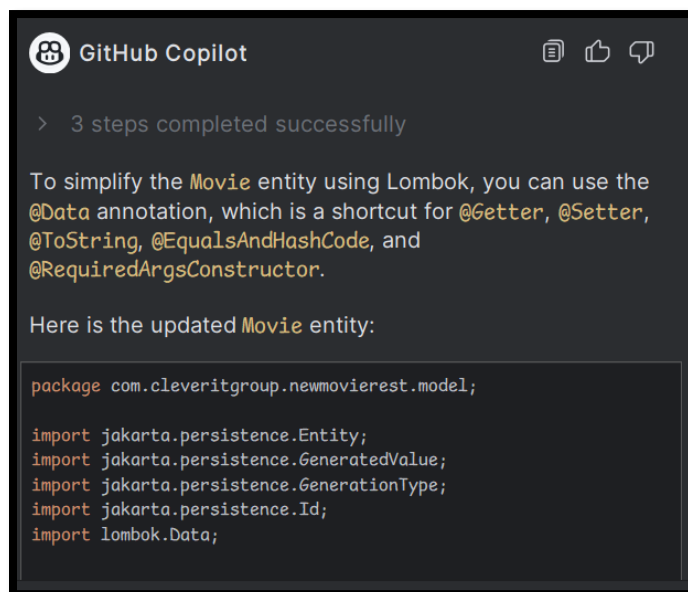 GitHub Copilot
> 3 steps completed successfully
To simplify the Movie entity using Lombok, you can use the
@Data annotation, which is a shortcut for @Getter, @Setter,
@ToString, @EqualsAndHashCode, and
@RequiredArgsConstructor.
Here is the updated Movie entity:
package com.cleveritgroup.newmovierest.model;
import jakarta.persistence.Entity;
import jakarta.persistence.GeneratedValue;
import jakarta.persistence.GenerationType;
import jakarta.persistence.Id;
import lombok.Data;